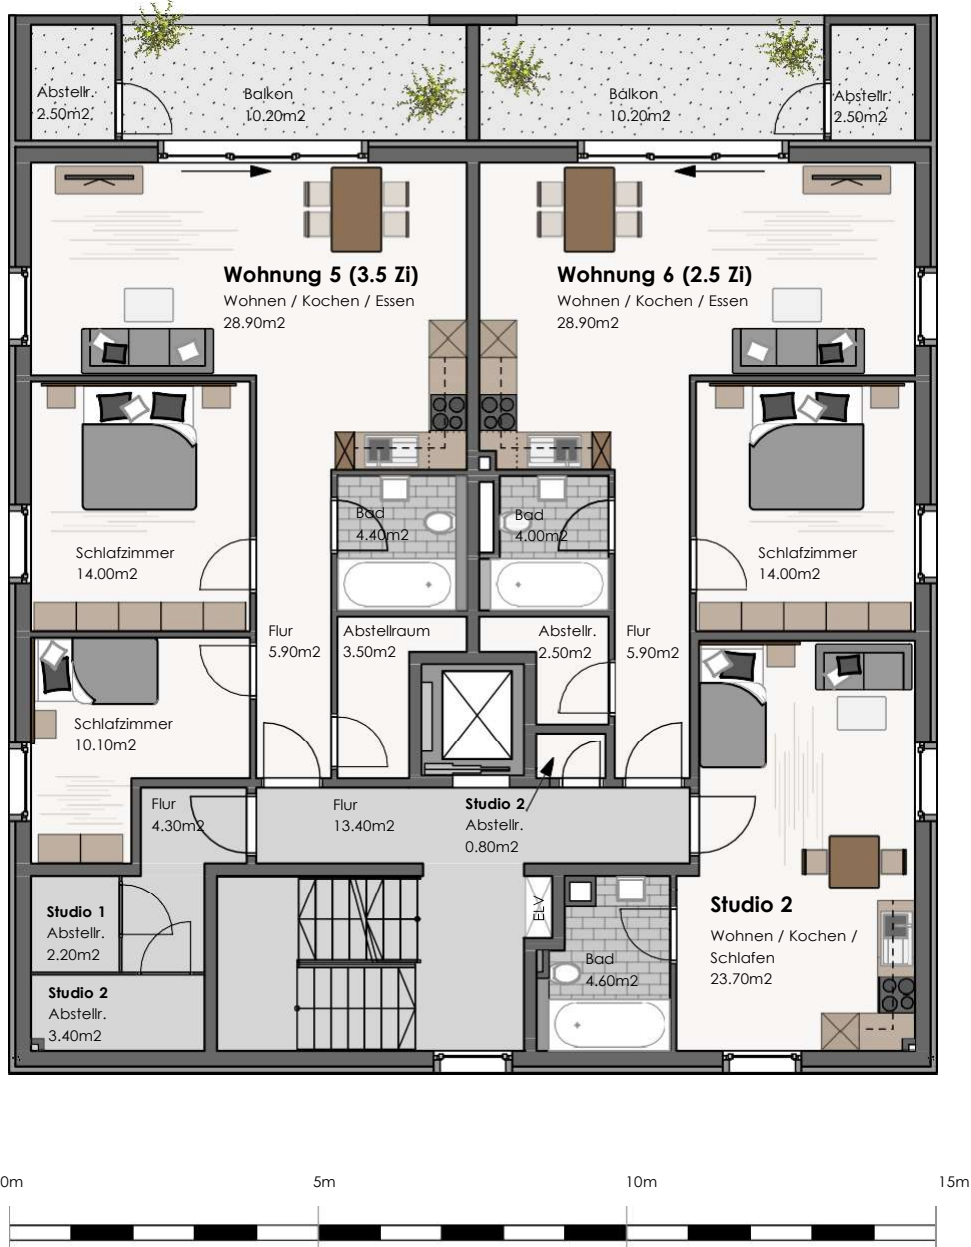 Abstellr.
2.50m2
Balkon
10.20m2
Balkon
10.20m2
Abstellr.
2.50m2
Wohnung 5 (3.5 Zi)
Wohnen / Kochen / Essen
28.90m2
Wohnung 6 (2.5 Zi)
Wohnen / Kochen / Essen
28.90m2
Bad
4.40m2
Bad
4.00m2
Schlafzimmer
14.00m2
Schlafzimmer
14.00m2
Flur
5.90m2
Abstellraum
3.50m2
Abstellr.
2.50m2
Flur
5.90m2
Schlafzimmer
10.10m2
Flur
4.30m2
Flur
13.40m2
Studio 2
Abstellr.
0.80m2
Studio 1
Abstellr.
2.20m2
ELV
Studio 2
Wohnen / Kochen /
Schlafen
23.70m2
Bad
4.60m2
Studio 2
Abstellr.
3.40m2
0m 5m 10m 15m